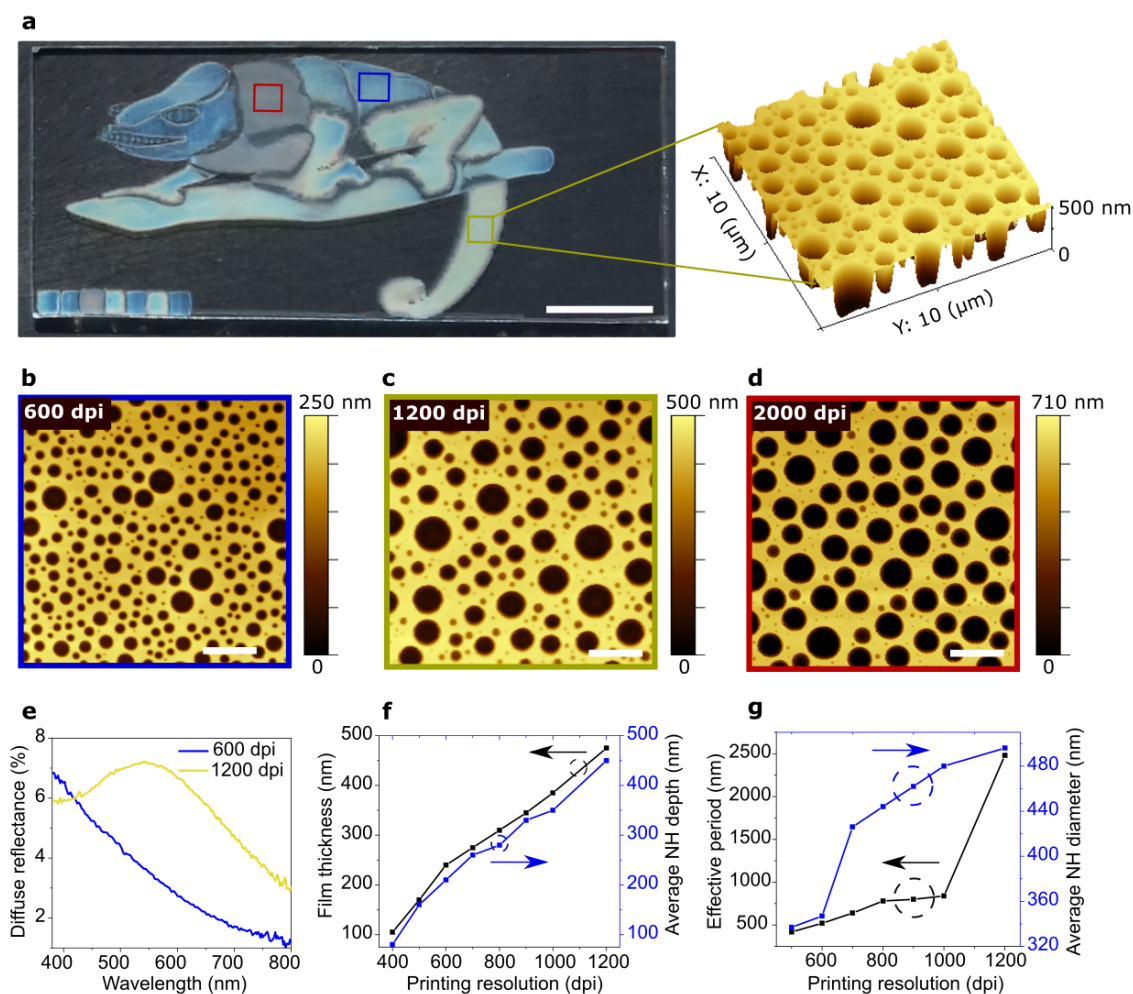 a
500 nm
0
X: 10 (µm)
Y: 10 (µm)
b
c
d
600 dpi
250 nm
0
1200 dpi
500 nm
0
2000 dpi
710 nm
0
e
f
g
8
6
4
2
Diffuse reflectance (%)
600 dpi
1200 dpi
400 500 600 700 800
Wavelength (nm)
500
400
300
200
100
Film thickness (nm)
500
400
300
200
100
Average NH depth (nm)
400 600 800 1000 1200
Printing resolution (dpi)
2500
2000
1500
1000
500
Effective period (nm)
480
440
400
360
320
Average NH diameter (nm)
600 800 1000 1200
Printing resolution (dpi)